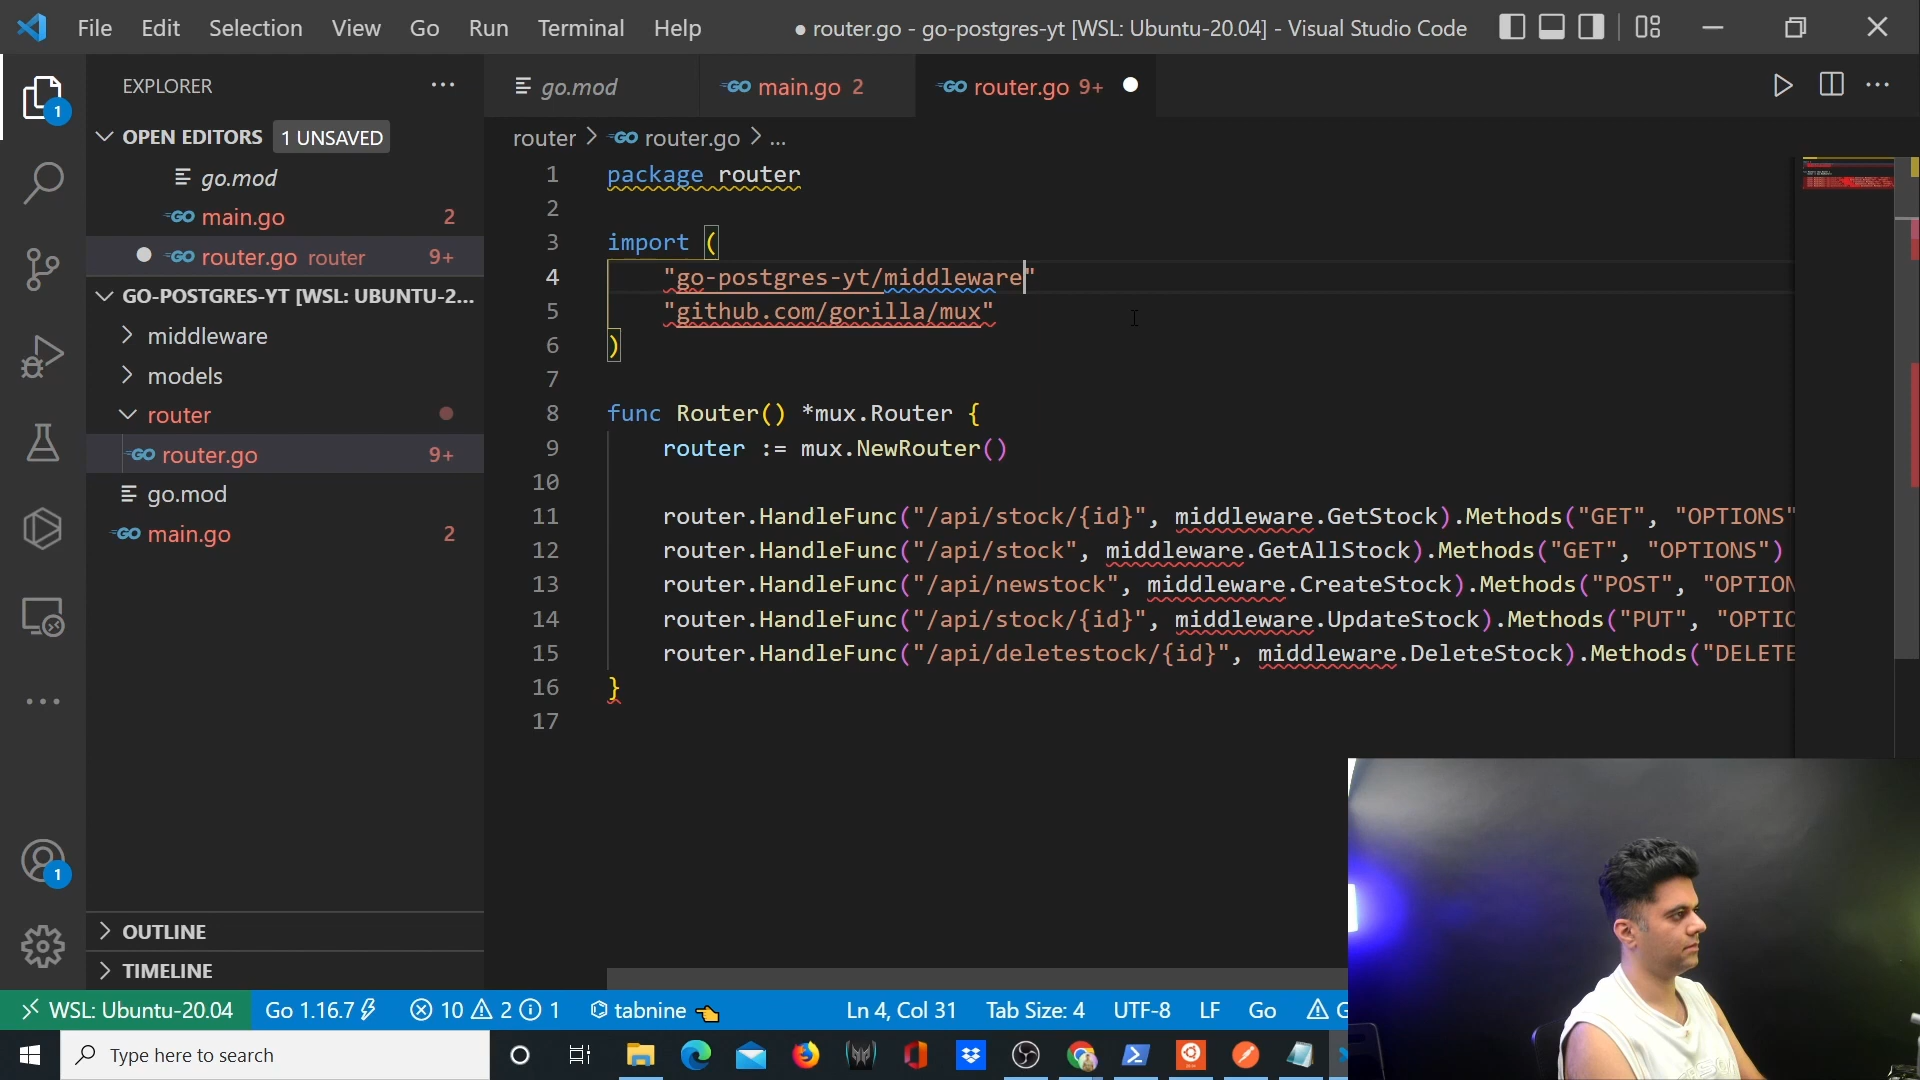 File Edit Selection View Go Run Terminal Help
● router.go - go-postgres-yt [WSL: Ubuntu-20.04] - Visual Studio Code
EXPLORER
OPEN EDITORS 1 UNSAVED
go.mod
main.go 2
router.go router 9+
GO-POSTGRES-YT [WSL: UBUNTU-2...
middleware
models
router
router.go 9+
go.mod
main.go 2
OUTLINE
TIMELINE
1
1
go.mod
main.go 2
router.go 9+
router > router.go > ...
1 package router
2
3 import (
4 "go-postgres-yt/middleware"
5 "github.com/gorilla/mux"
6 )
7
8 func Router() *mux.Router {
9 router := mux.NewRouter()
10
11 router.HandleFunc("/api/stock/{id}", middleware.GetStock).Methods("GET", "OPTIONS"
12 router.HandleFunc("/api/stock", middleware.GetAllStock).Methods("GET", "OPTIONS")
13 router.HandleFunc("/api/newstock", middleware.CreateStock).Methods("POST", "OPTION
14 router.HandleFunc("/api/stock/{id}", middleware.UpdateStock).Methods("PUT", "OPTIO
15 router.HandleFunc("/api/deletestock/{id}", middleware.DeleteStock).Methods("DELETE
16 }
17
WSL: Ubuntu-20.04 Go 1.16.7 10 2 1 tabnine Ln 4, Col 31 Tab Size: 4 UTF-8 LF Go G
Type here to search